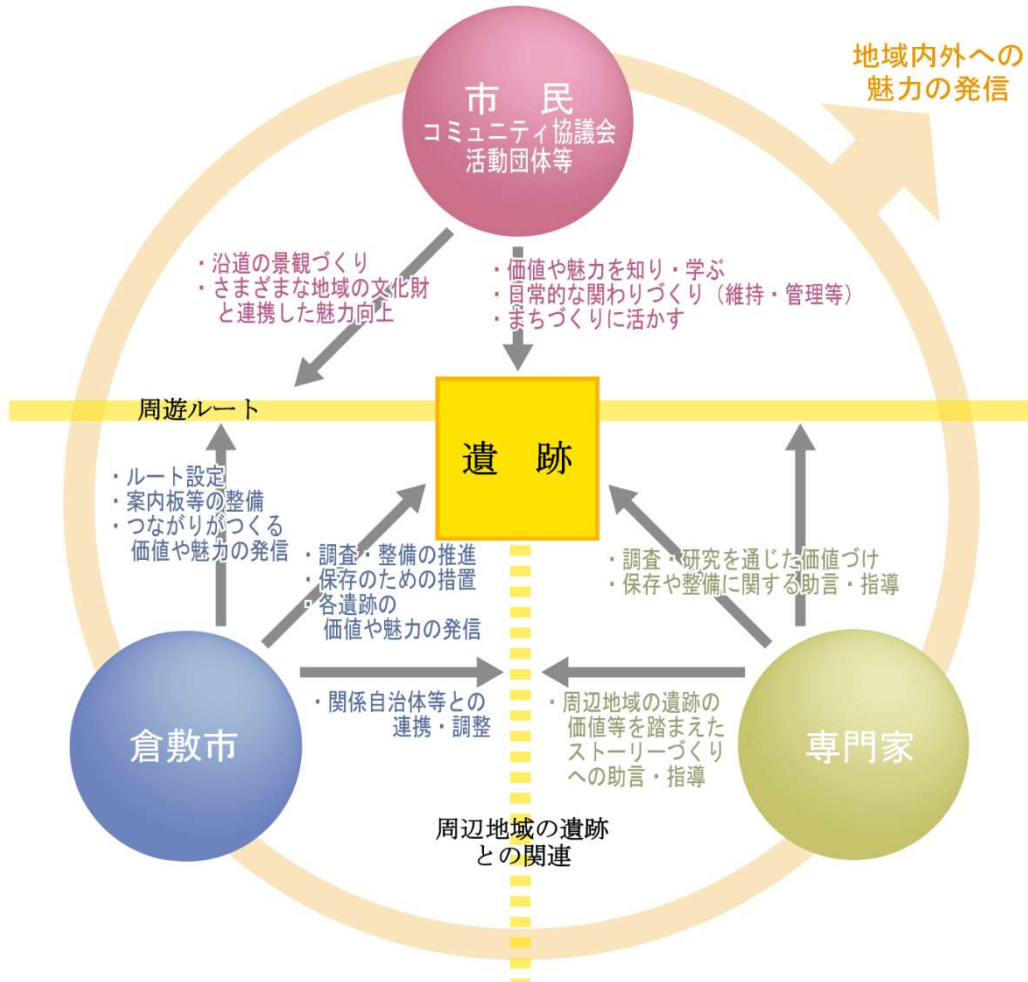 地域内外への
魅力の発信
市　民
コミュニティ協議会
活動団体等
・沿道の景観づくり
・さまざまな地域の文化財
と連携した魅力向上
・価値や魅力を知り・学ぶ
・日常的な関わりづくり（維持・管理等）
・まちづくりに活かす
周遊ルート
遺　跡
・ルート設定
・案内板等の整備
・つながりがつくる
価値や魅力の発信
・調査・整備の推進
・保存のための措置
・各遺跡の
価値や魅力の発信
・調査・研究を通じた価値づけ
・保存や整備に関する助言・指導
倉敷市
・関係自治体等との
連携・調整
・周辺地域の遺跡の
価値等を踏まえた
ストーリーづくり
への助言・指導
専門家
周辺地域の遺跡
との関連